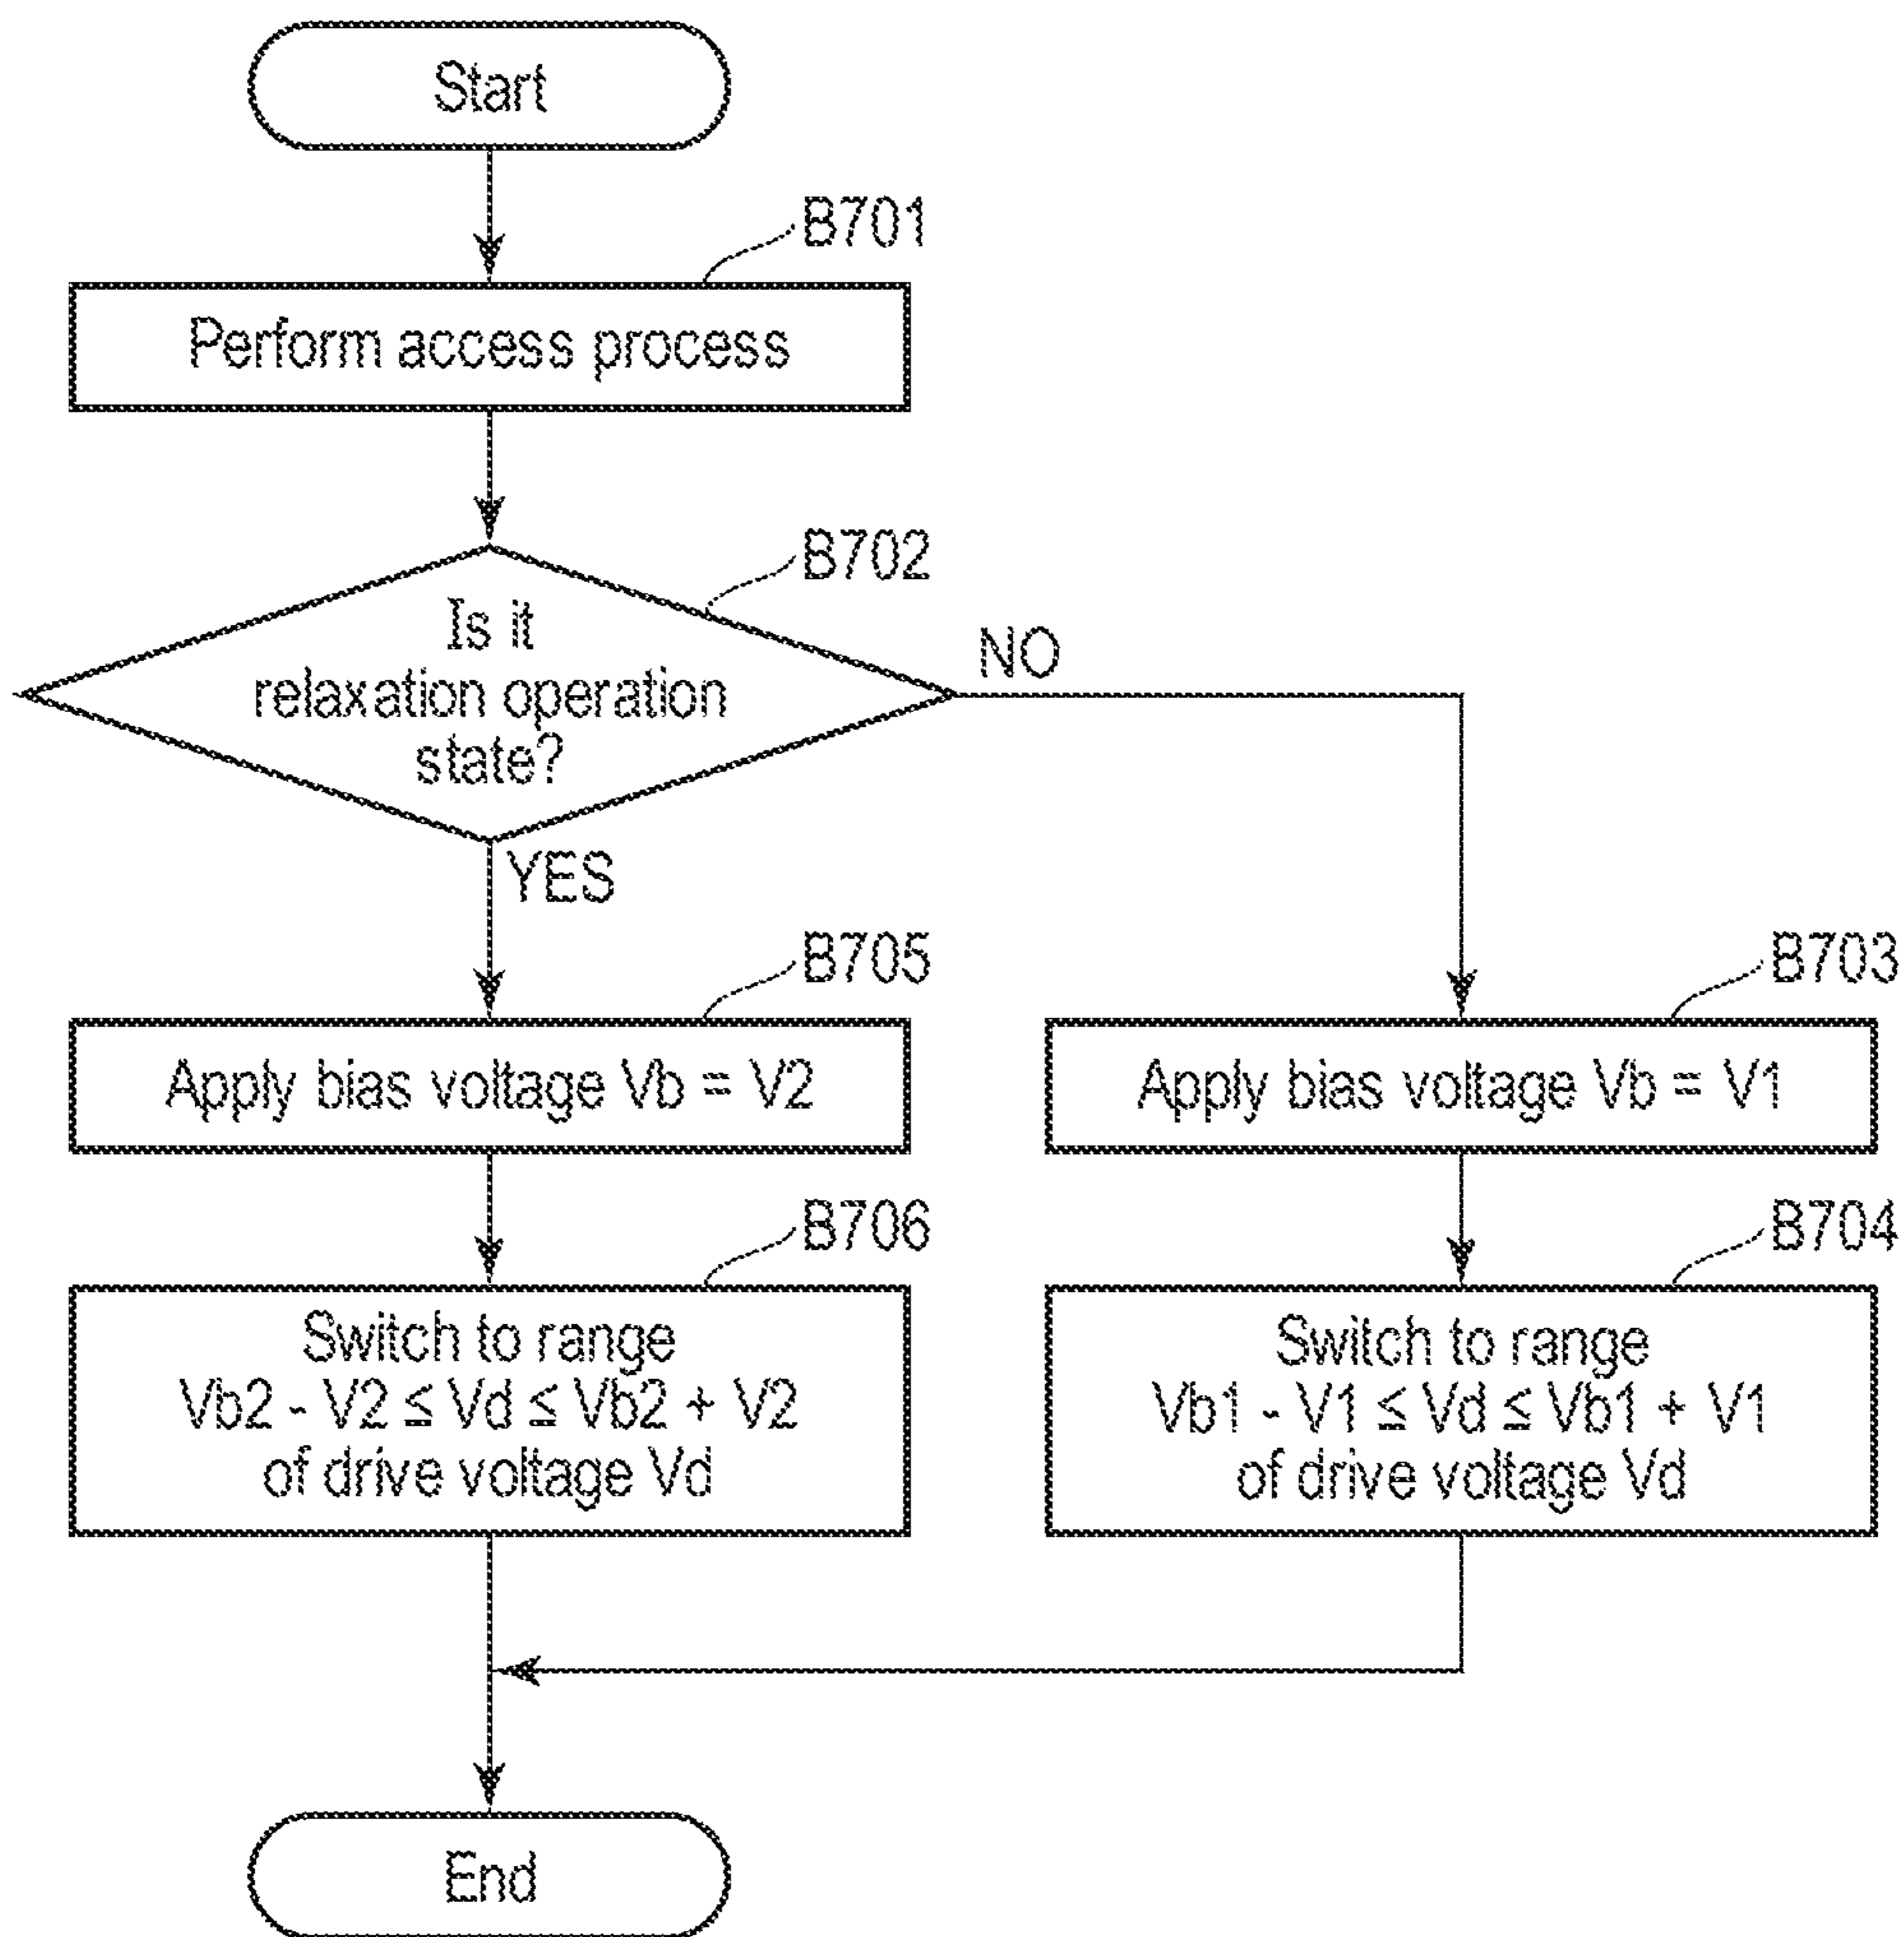 Start
B701
Perform access process
B702
Is it
relaxation operation
state?
NO
YES
B705
Apply bias voltage Vb = V2
B703
Apply bias voltage Vb = V1
B706
Switch to range
Vb2 - V2 ≤ Vd ≤ Vb2 + V2
of drive voltage Vd
B704
Switch to range
Vb1 - V1 ≤ Vd ≤ Vb1 + V1
of drive voltage Vd
End